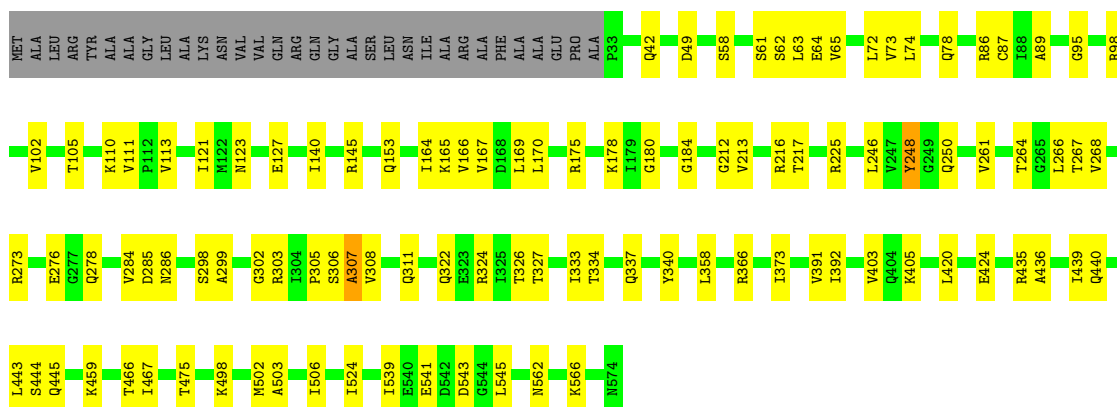 MET ALA LEU ARG TYR ALA ALA GLY LEU ALA LYS ASN VAL VAL GLN ARG GLN GLY ALA SER LEU ASN ILE ALA ARG ALA PHE ALA ALA GLU PRO ALA P33 Q42 D49 S58 S61 S62 L63 E64 V65 L72 V73 L74 Q78 R86 C87 I88 A89 G95 R98
V102 T105 K110 V111 P112 V113 I121 M122 N123 E127 I140 R145 Q153 I164 K165 V166 V167 D168 L169 L170 R175 K178 I179 G180 G184 G212 V213 R216 T217 R225 L246 V247 Y248 G249 Q250 V261 T264 G265 L266 T267 V268
R273 E276 G277 Q278 V284 D285 N286 S298 A299 G302 R303 I304 P305 S306 A307 V308 Q311 Q322 E323 R324 I325 T326 T327 I333 T334 Q337 Y340 L358 R366 I373 V391 I392 V403 Q404 K405 L420 E424 R435 A436 I439 Q440
L443 S444 Q445 K459 T466 I467 T475 K498 M502 A503 I506 I524 I539 E540 E541 D542 D543 G544 L545 N562 K566 N574